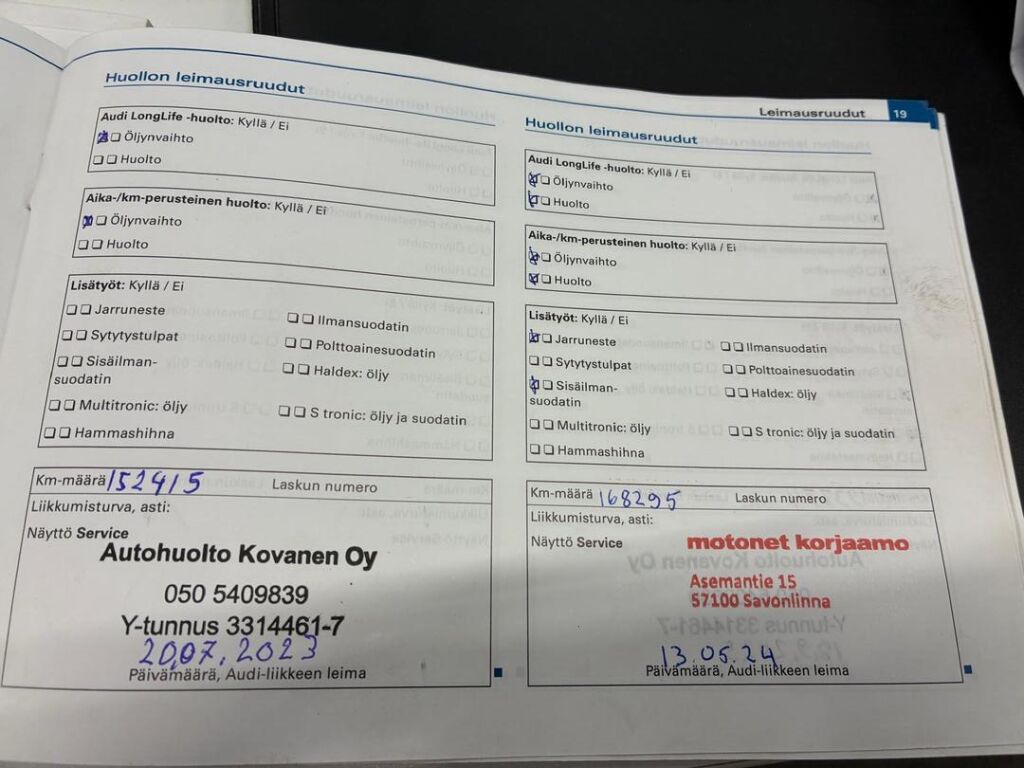 Leimausruudut 19
Huollon leimausruudut
Audi LongLife -huolto: Kyllä / Ei
Öljynvaihto
Huolto
Aika-/km-perusteinen huolto: Kyllä / Ei
Öljynvaihto
Huolto
Lisätyöt: Kyllä / Ei
Jarruneste
Ilmansuodatin
Sytytystulpat
Polttoainesuodatin
Sisäilman-
suodatin
Haldex: öljy
Multitronic: öljy
S tronic: öljy ja suodatin
Hammashihna
Km-määrä 152915 Laskun numero
Liikkumisturva, asti:
Näyttö Service
Autohuolto Kovanen Oy
050 5409839
Y-tunnus 3314461-7
20.07.2023
Päivämäärä, Audi-liikkeen leima
Huollon leimausruudut
Audi LongLife -huolto: Kyllä / Ei
Öljynvaihto
Huolto
Aika-/km-perusteinen huolto: Kyllä / Ei
Öljynvaihto
Huolto
Lisätyöt: Kyllä / Ei
Jarruneste
Ilmansuodatin
Sytytystulpat
Polttoainesuodatin
Sisäilman-
suodatin
Haldex: öljy
Multitronic: öljy
S tronic: öljy ja suodatin
Hammashihna
Km-määrä 168295 Laskun numero
Liikkumisturva, asti:
Näyttö Service
motonet korjaamo
Asemantie 15
57100 Savonlinna
13.05.24
Päivämäärä, Audi-liikkeen leima